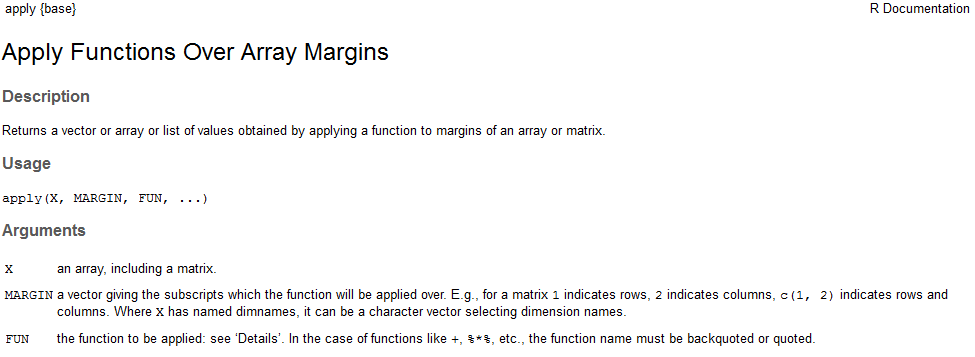 apply {base} R Documentation
Apply Functions Over Array Margins
Description
Returns a vector or array or list of values obtained by applying a function to margins of an array or matrix.
Usage
apply(X, MARGIN, FUN, ...)
Arguments
X an array, including a matrix.
MARGIN a vector giving the subscripts which the function will be applied over. E.g., for a matrix 1 indicates rows, 2 indicates columns, c(1, 2) indicates rows and
columns. Where X has named dimnames, it can be a character vector selecting dimension names.
FUN the function to be applied: see ‘Details’. In the case of functions like +, %*%, etc., the function name must be backquoted or quoted.